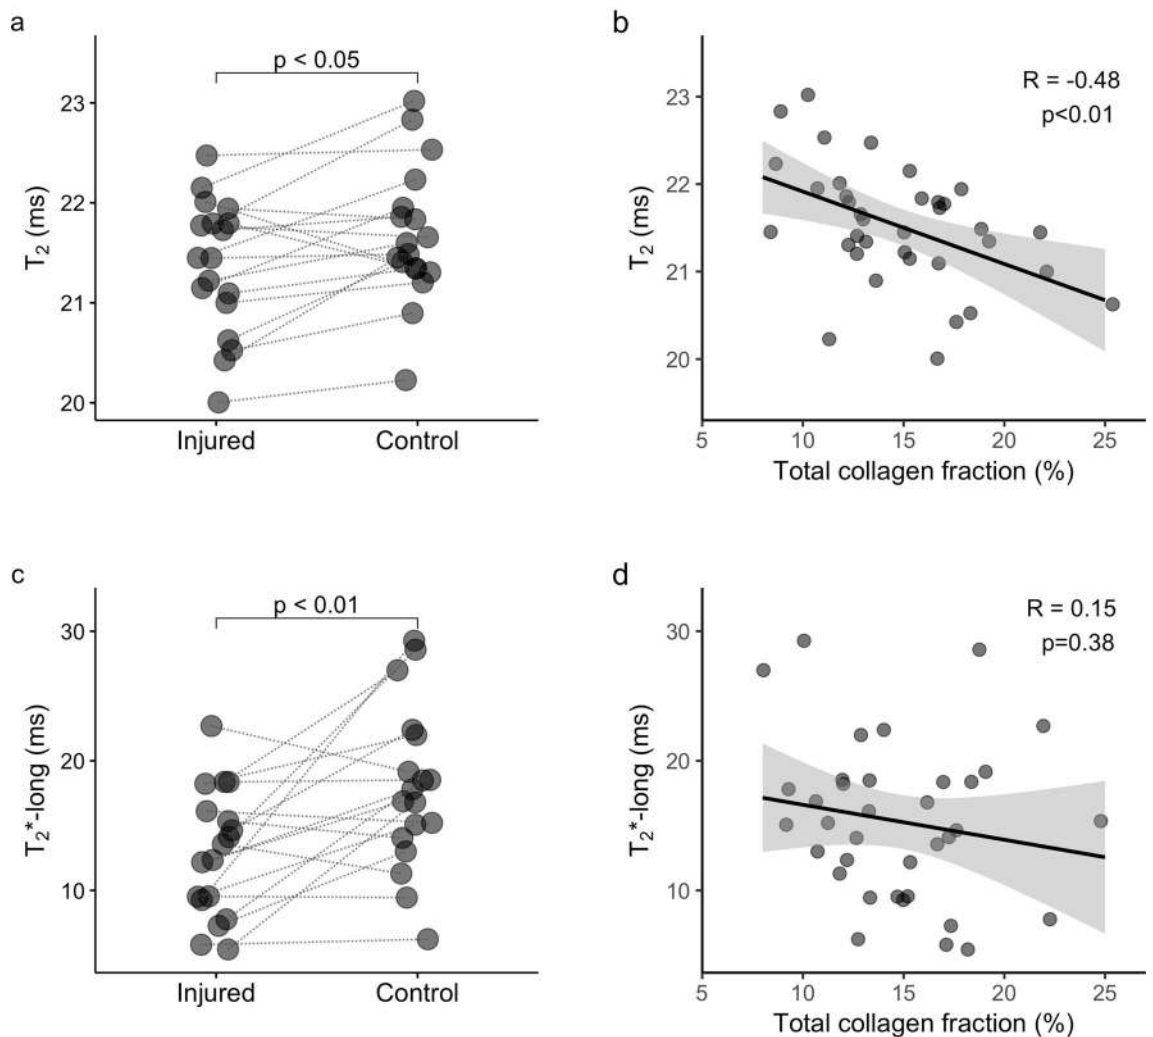 a
p < 0.05
T2 (ms)
23
22
21
20
Injured
Control
b
R = -0.48
p<0.01
T2 (ms)
23
22
21
20
5
10
15
20
25
Total collagen fraction (%)
c
p < 0.01
T2*-long (ms)
30
20
10
Injured
Control
d
R = 0.15
p=0.38
T2*-long (ms)
30
20
10
5
10
15
20
25
Total collagen fraction (%)